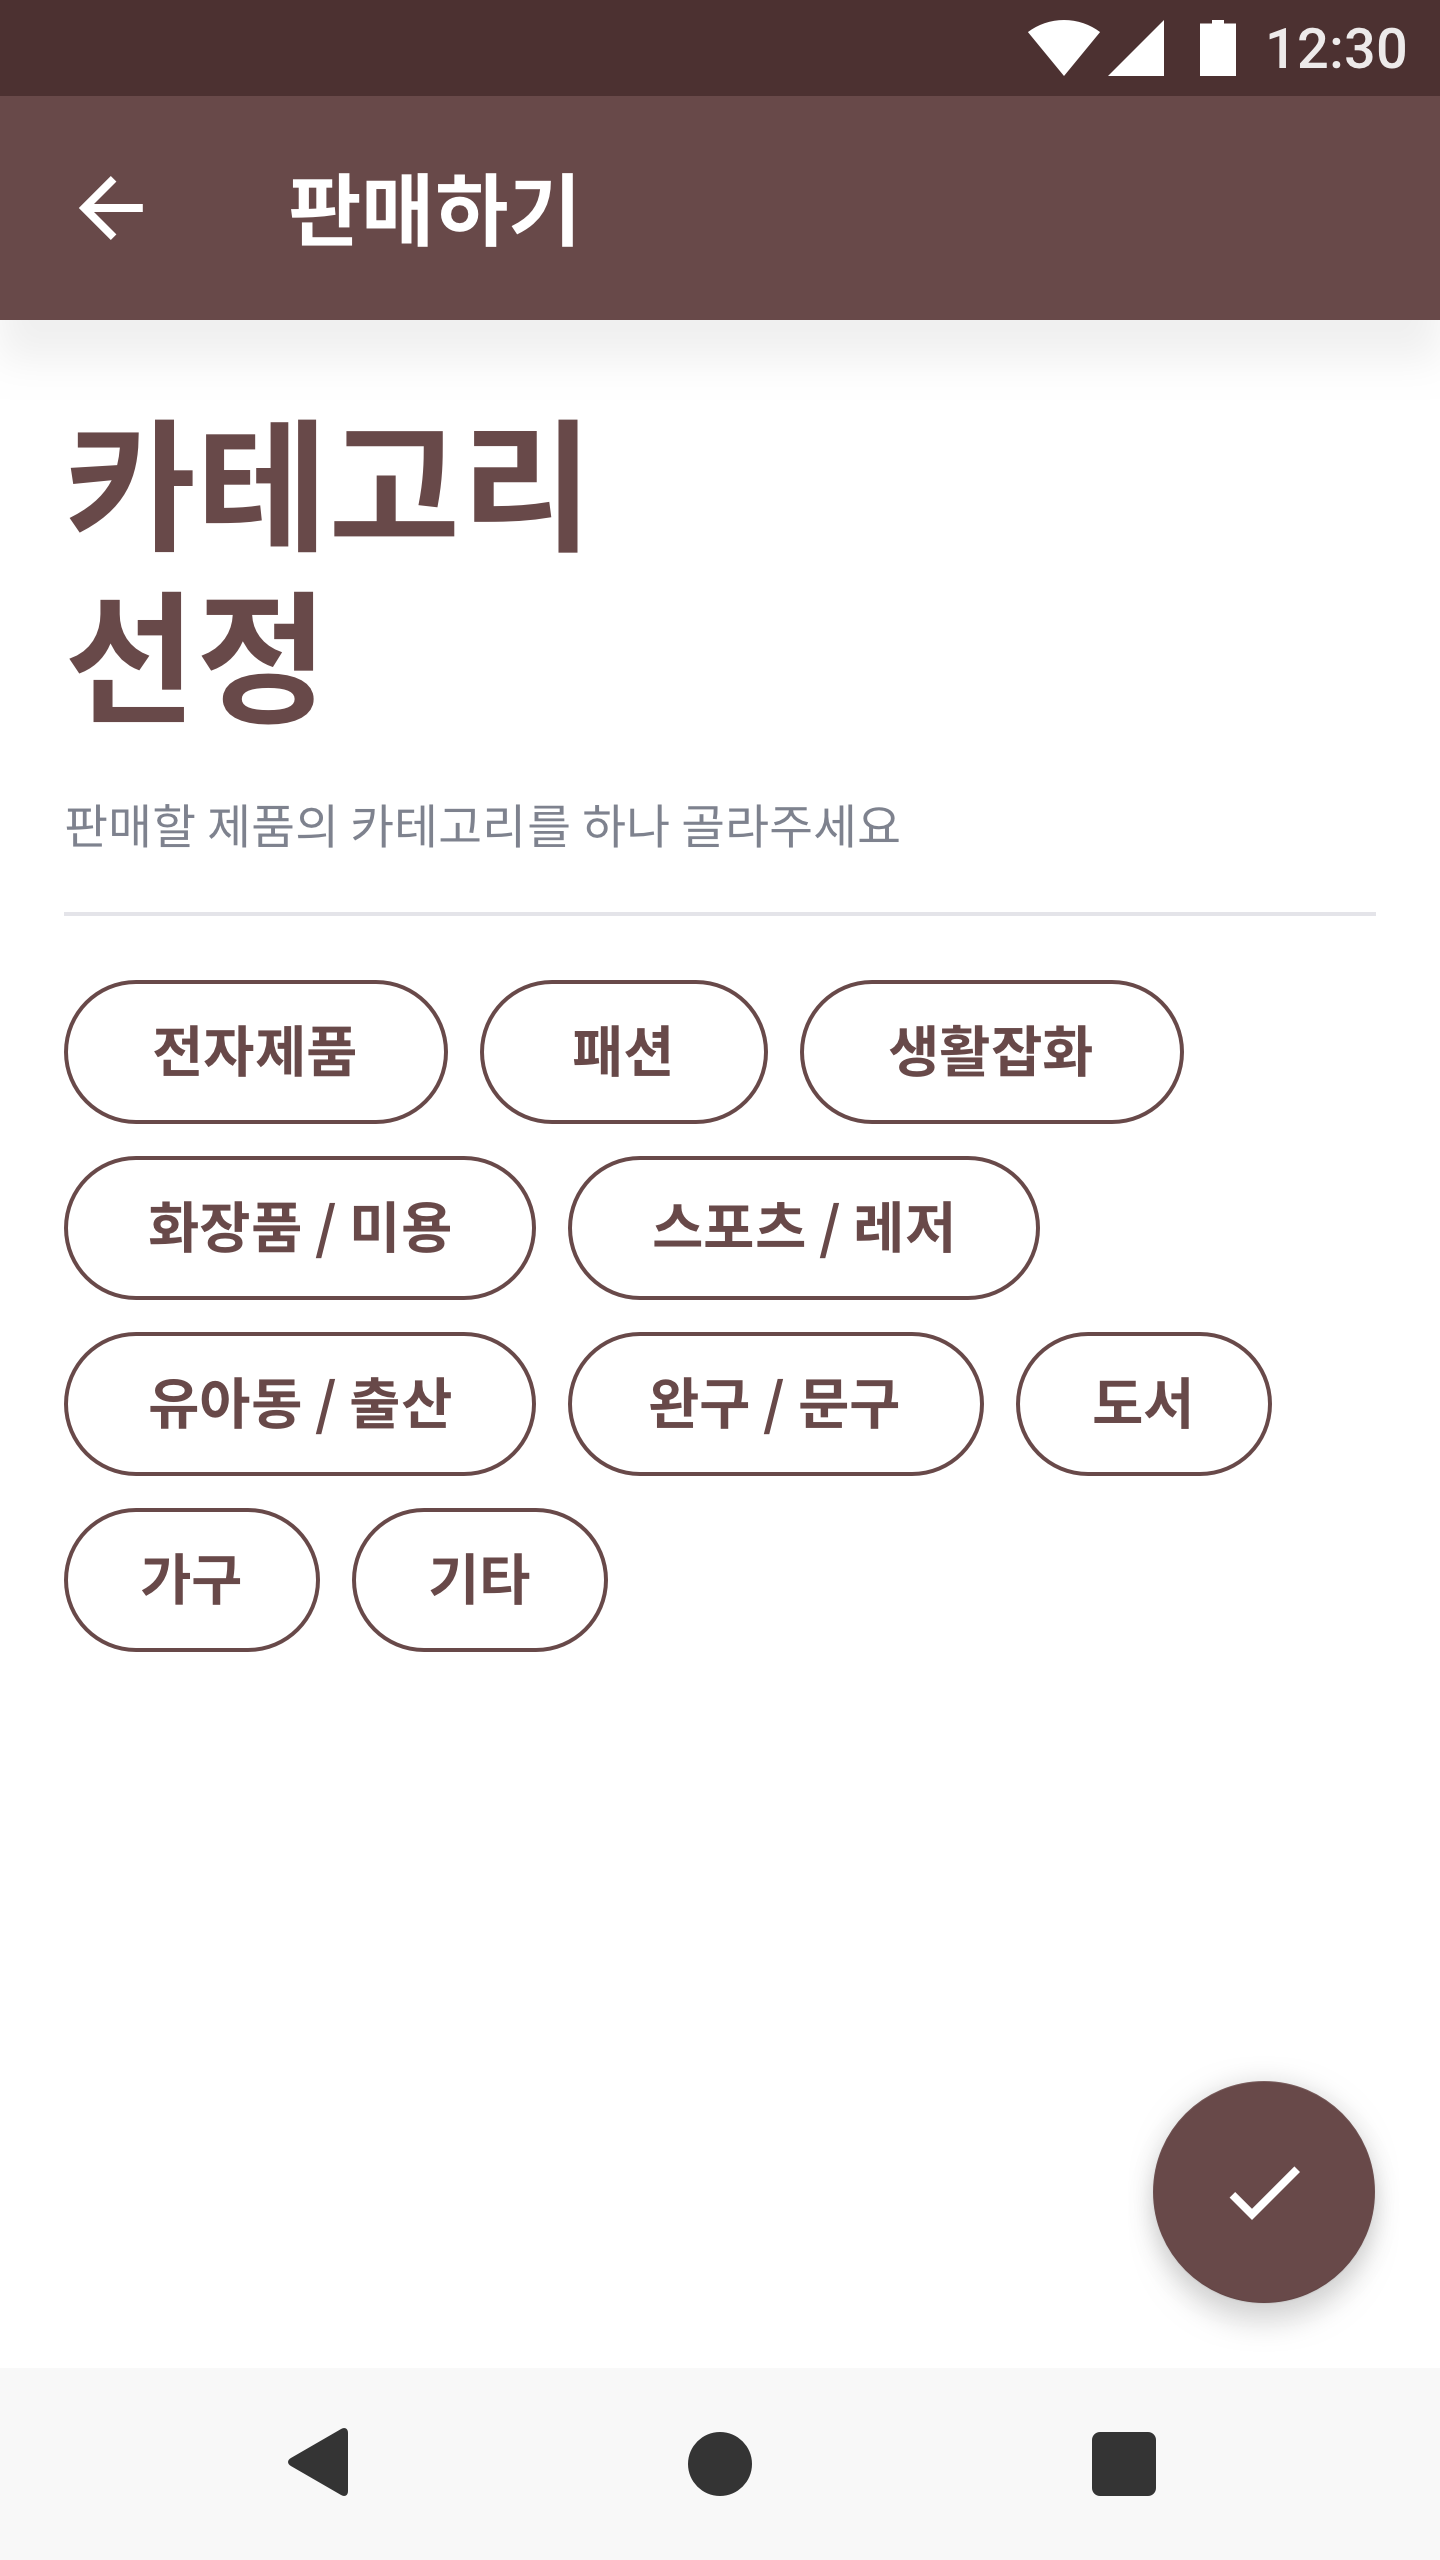 12:30
판매하기
카테고리
선정
판매할 제품의 카테고리를 하나 골라주세요
전자제품 패션 생활잡화
화장품 / 미용 스포츠 / 레저
유아동 / 출산 완구 / 문구 도서
가구 기타